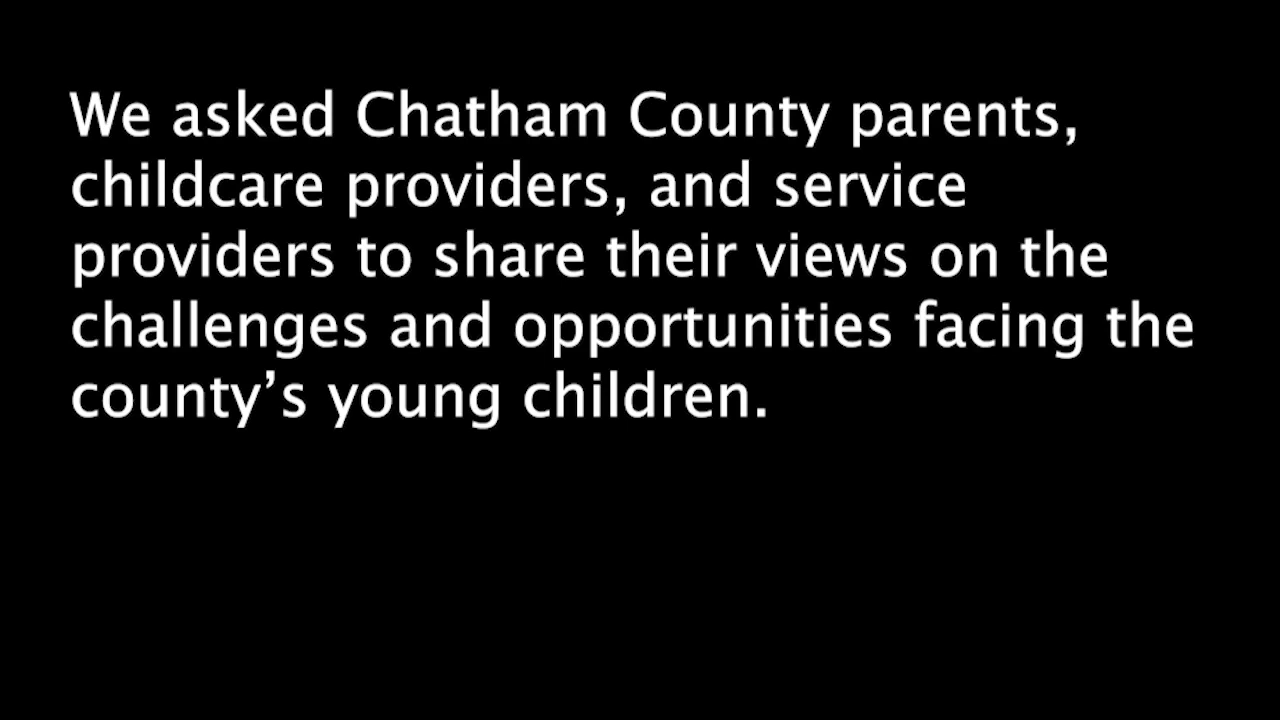 We asked Chatham County parents,
childcare providers, and service
providers to share their views on the
challenges and opportunities facing the
county’s young children.